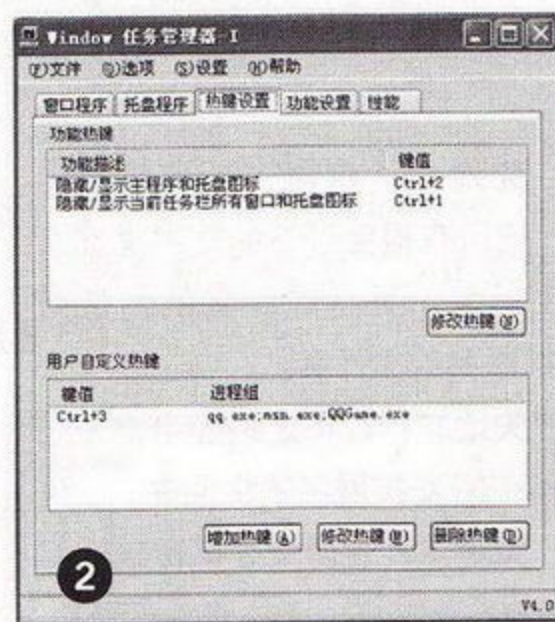 Window 任务管理器 I
(F)文件 (O)选项 (S)设置 (H)帮助
窗口程序 托盘程序 热键设置 功能设置 性能
功能热键
功能描述 键值
隐藏/显示主程序和托盘图标 Ctrl+2
隐藏/显示当前任务栏所有窗口和托盘图标 Ctrl+1
修改热键(N)
用户自定义热键
键值 进程组
Ctrl+3 qq.exe;msn.exe;QQGame.exe
增加热键(A) 修改热键(M) 删除热键(D)
2
V4.0